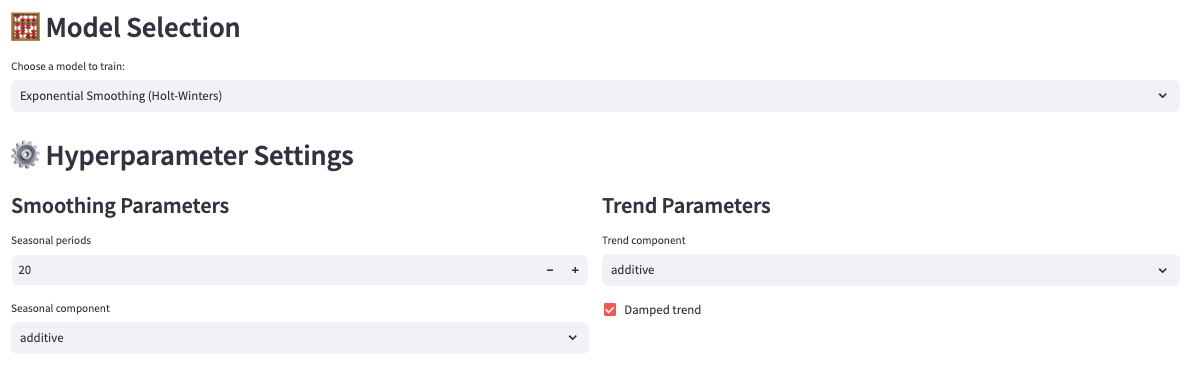 Model Selection
Choose a model to train:
Exponential Smoothing (Holt-Winters)
Hyperparameter Settings
Smoothing Parameters
Seasonal periods
20
Seasonal component
additive
Trend Parameters
Trend component
additive
Damped trend